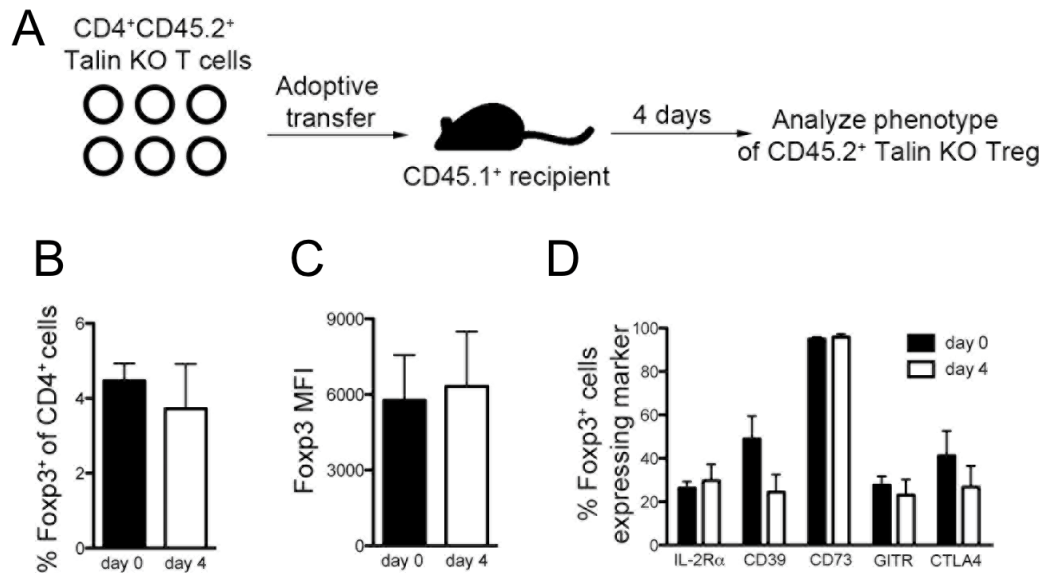 A
CD4⁺CD45.2⁺
Talin KO T cells
Adoptive
transfer
CD45.1⁺ recipient
4 days
Analyze phenotype
of CD45.2⁺ Talin KO Treg
B
% Foxp3⁺ of CD4⁺ cells
6
4
2
0
day 0 day 4
C
Foxp3 MFI
9000
6000
3000
0
day 0 day 4
D
% Foxp3⁺ cells
expressing marker
100
80
60
40
20
0
day 0
day 4
IL-2Rα CD39 CD73 GITR CTLA4